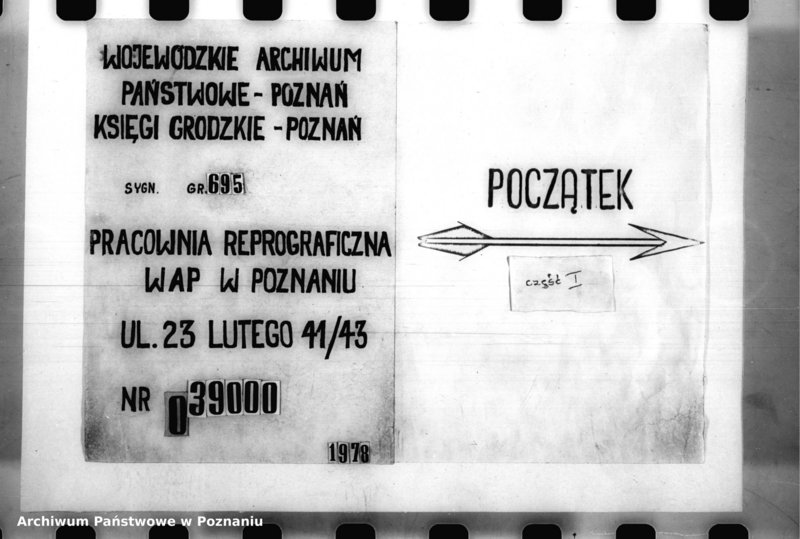 WOJEWÓDZKIE ARCHIWUM
PAŃSTWOWE - POZNAŃ
KSIĘGI GRODZKIE - POZNAŃ
SYGN. GR. 695
PRACOWNIA REPROGRAFICZNA
WAP W POZNANIU
UL. 23 LUTEGO 41/43
NR 039000
1978
POCZĄTEK
część I
Archiwum Państwowe w Poznaniu